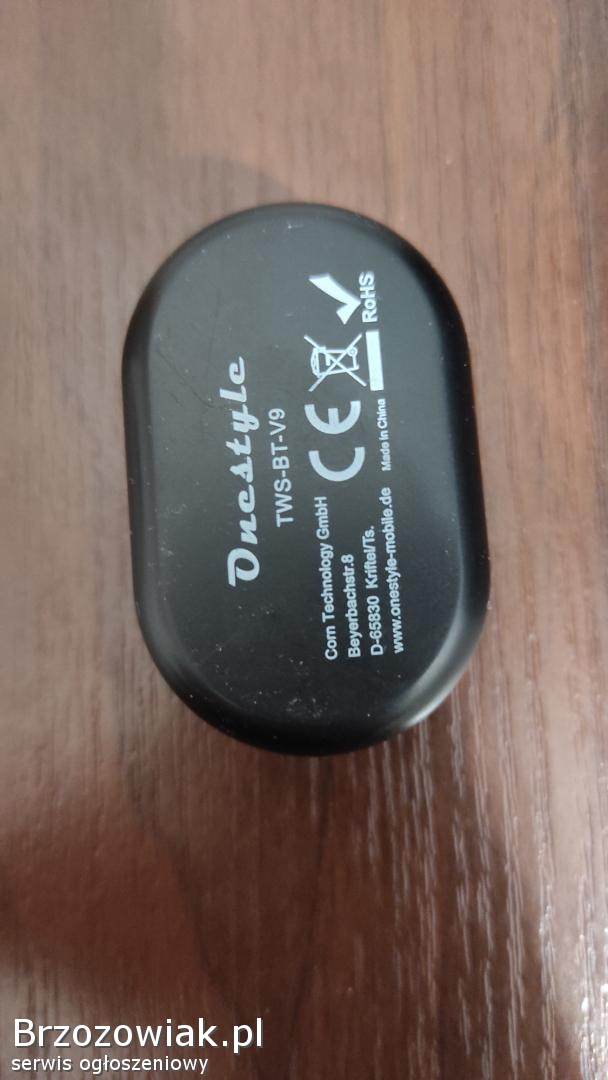 Onestyle
TWS-BT-V9
Com Technology GmbH
Beyerbachstr.8
D-65830 Kriftel/Ts.
www.onestyle-mobile.de
Made in China
CE
RoHS
Brzozowiak.pl
serwis ogłoszeniowy